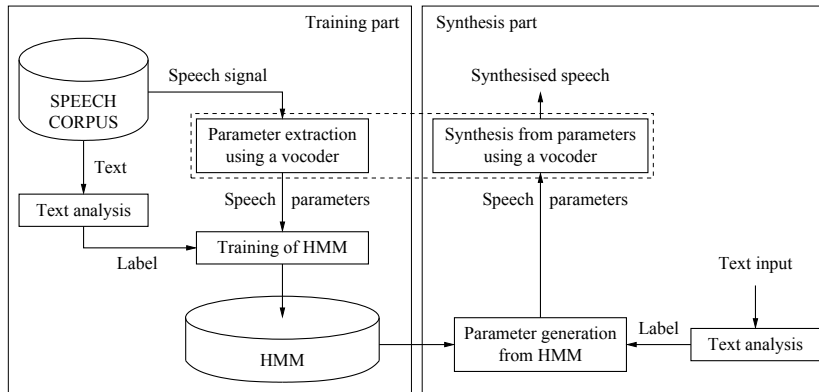 Training part
Synthesis part
Speech signal
Synthesised speech
SPEECH
CORPUS
Parameter extraction
using a vocoder
Synthesis from parameters
using a vocoder
Text
Speech parameters
Speech parameters
Text analysis
Training of HMM
Label
Text input
HMM
Parameter generation
from HMM
Label
Text analysis